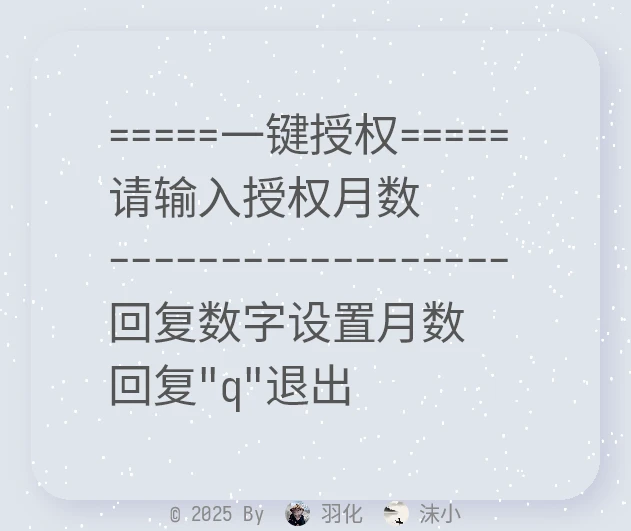 =====一键授权=====
请输入授权月数
------------------
回复数字设置月数
回复"q"退出
© 2025 By 羽化 沫小